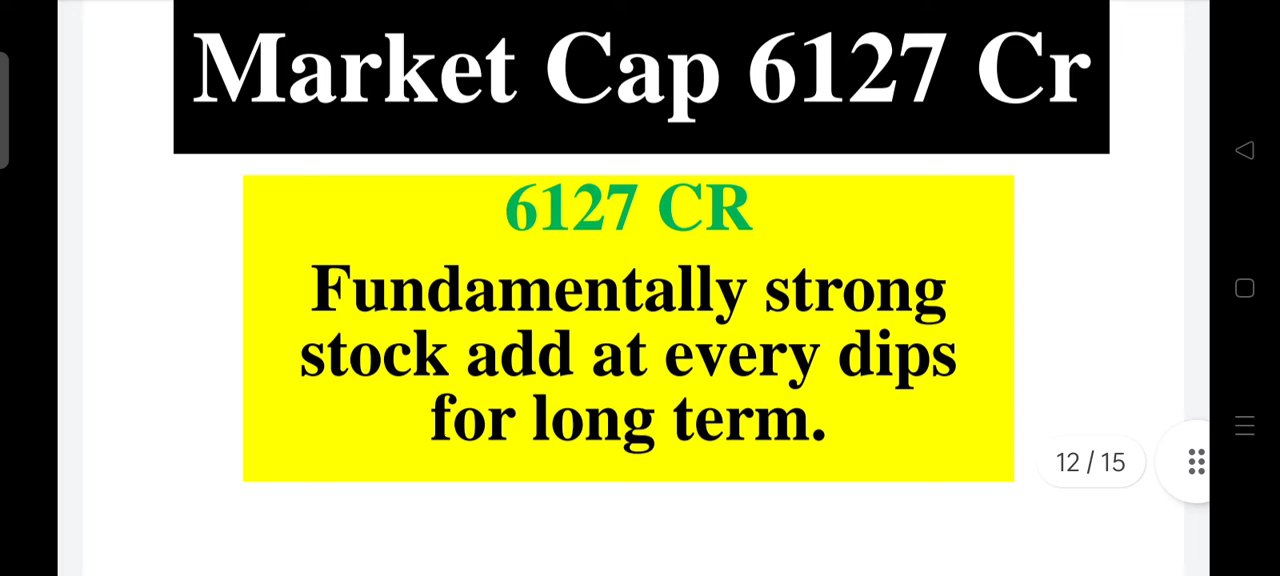 Market Cap 6127 Cr
6127 CR
Fundamentally strong
stock add at every dips
for long term.
12 / 15